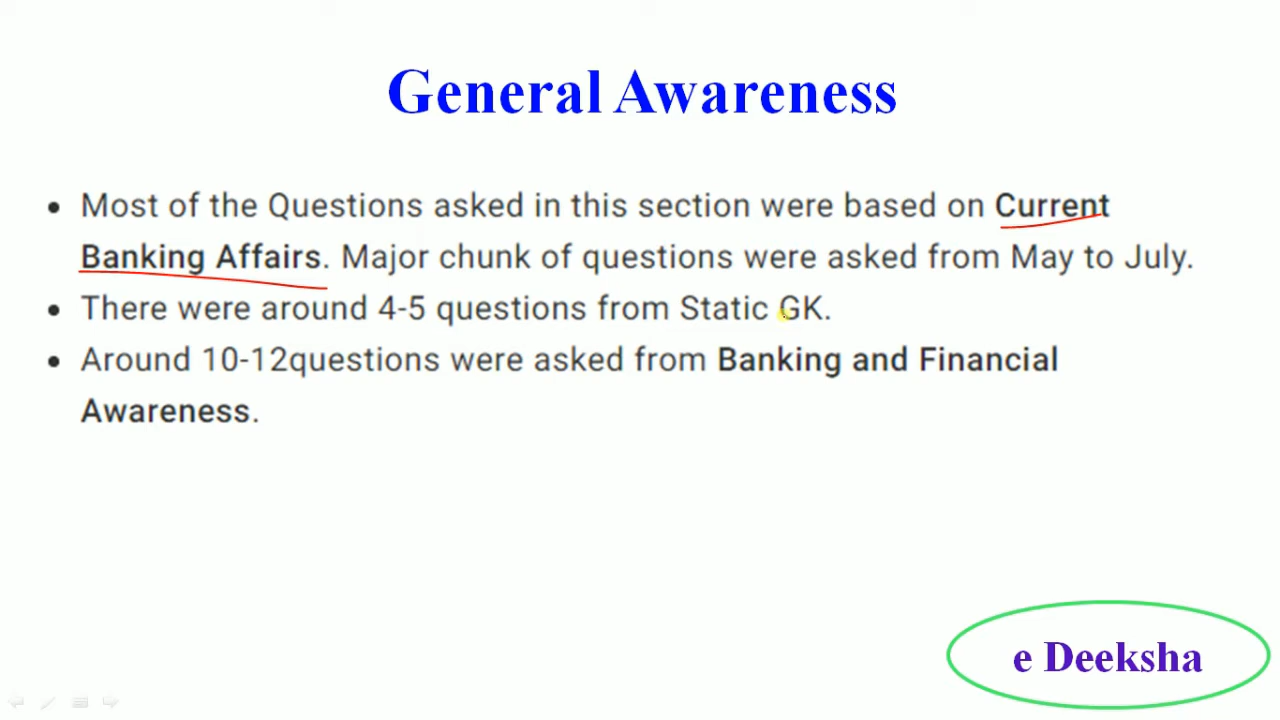 General Awareness
• Most of the Questions asked in this section were based on Current
Banking Affairs. Major chunk of questions were asked from May to July.
• There were around 4-5 questions from Static GK.
• Around 10-12questions were asked from Banking and Financial
Awareness.
e Deeksha